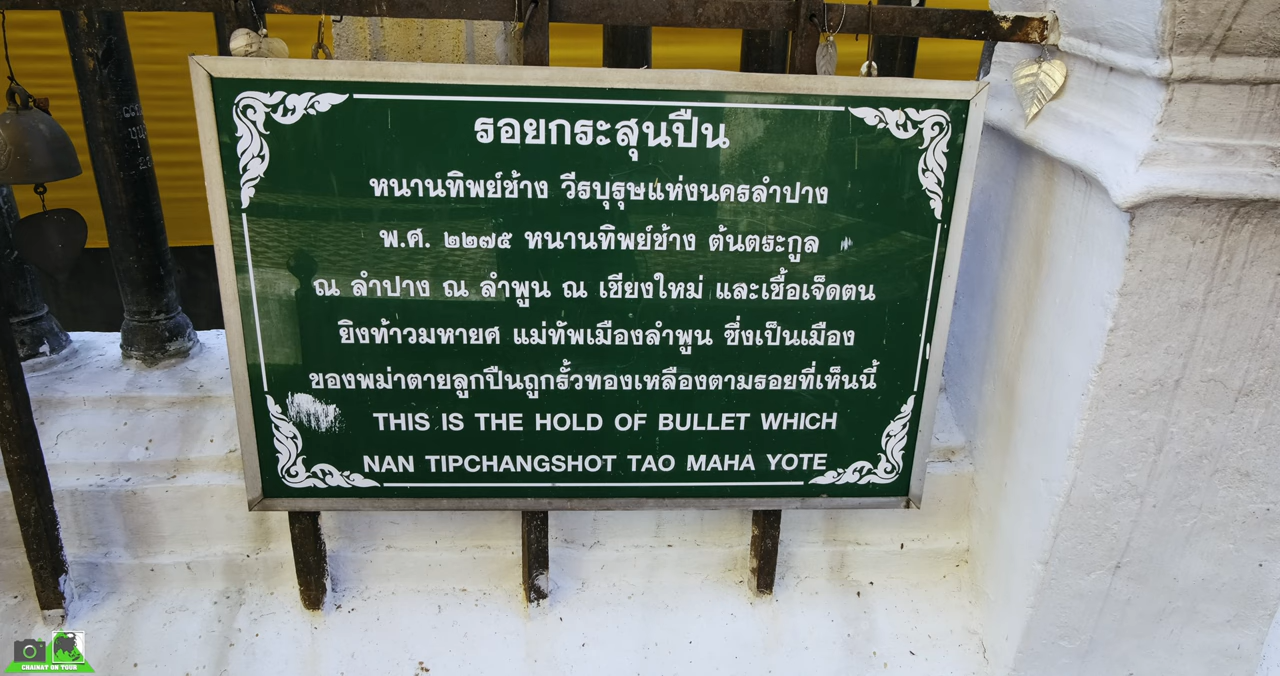 รอยกระสุนปืน
หนานทิพย์ช้าง วีรบุรุษแห่งนครลำปาง
พ.ศ. ๒๒๗๕ หนานทิพย์ช้าง ต้นตระกูล
ณ ลำปาง ณ ลำพูน ณ เชียงใหม่ และเชื้อเจ็ดตน
ยิงท้าวมหายศ แม่ทัพเมืองลำพูน ซึ่งเป็นเมือง
ของพม่าตายลูกปืนถูกรั้วทองเหลืองตามรอยที่เห็นนี้
THIS IS THE HOLD OF BULLET WHICH
NAN TIPCHANGSHOT TAO MAHA YOTE
CHAINAT ON TOUR